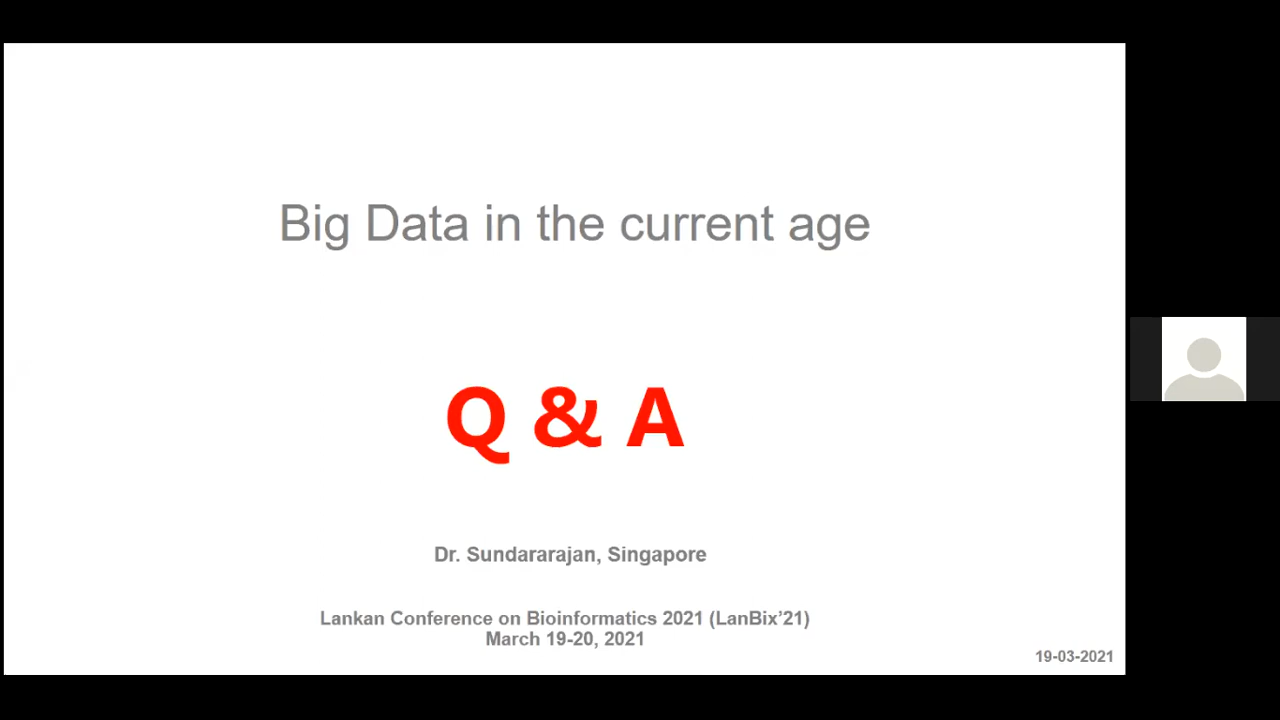 Big Data in the current age
Q & A
Dr. Sundararajan, Singapore
Lankan Conference on Bioinformatics 2021 (LanBix’21)
March 19-20, 2021
19-03-2021